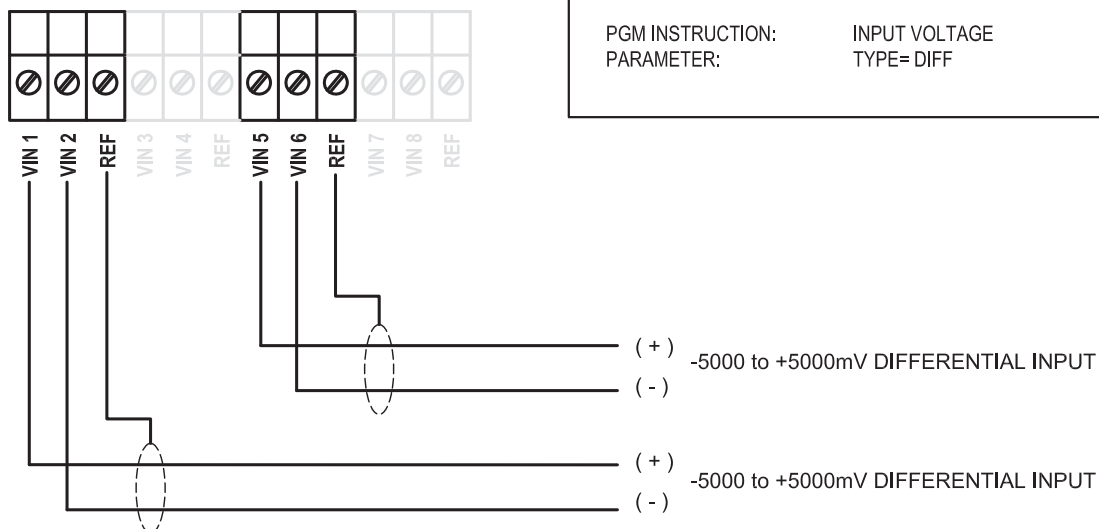 PGM INSTRUCTION: INPUT VOLTAGE
PARAMETER: TYPE= DIFF
VIN 1 VIN 2 REF VIN 3 VIN 4 REF VIN 5 VIN 6 REF VIN 7 VIN 8 REF
( + )
-5000 to +5000mV DIFFERENTIAL INPUT
( - )
( + )
-5000 to +5000mV DIFFERENTIAL INPUT
( - )